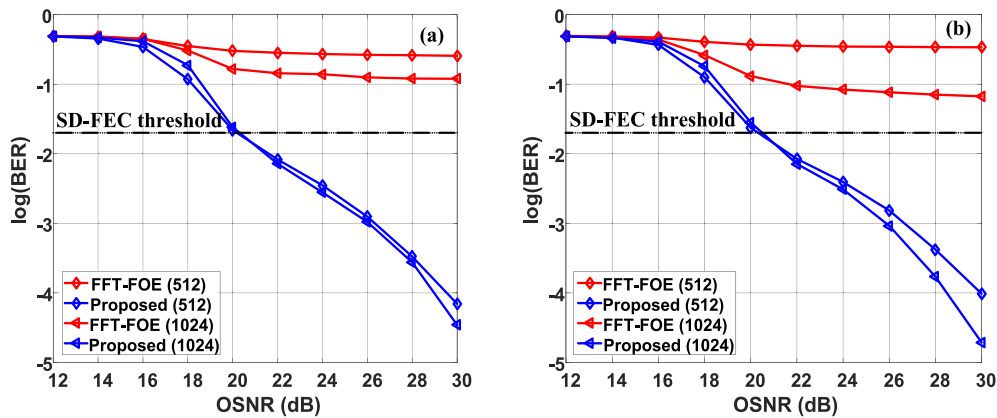 (a)
log(BER)
12
-1
-2
-3
-4
-5
SD-FEC threshold
FFT-FOE (512)
Proposed (512)
FFT-FOE (1024)
Proposed (1024)
12 14 16 18 20 22 24 26 28 30
OSNR (dB)
(b)
log(BER)
12
-1
-2
-3
-4
-5
SD-FEC threshold
FFT-FOE (512)
Proposed (512)
FFT-FOE (1024)
Proposed (1024)
12 14 16 18 20 22 24 26 28 30
OSNR (dB)